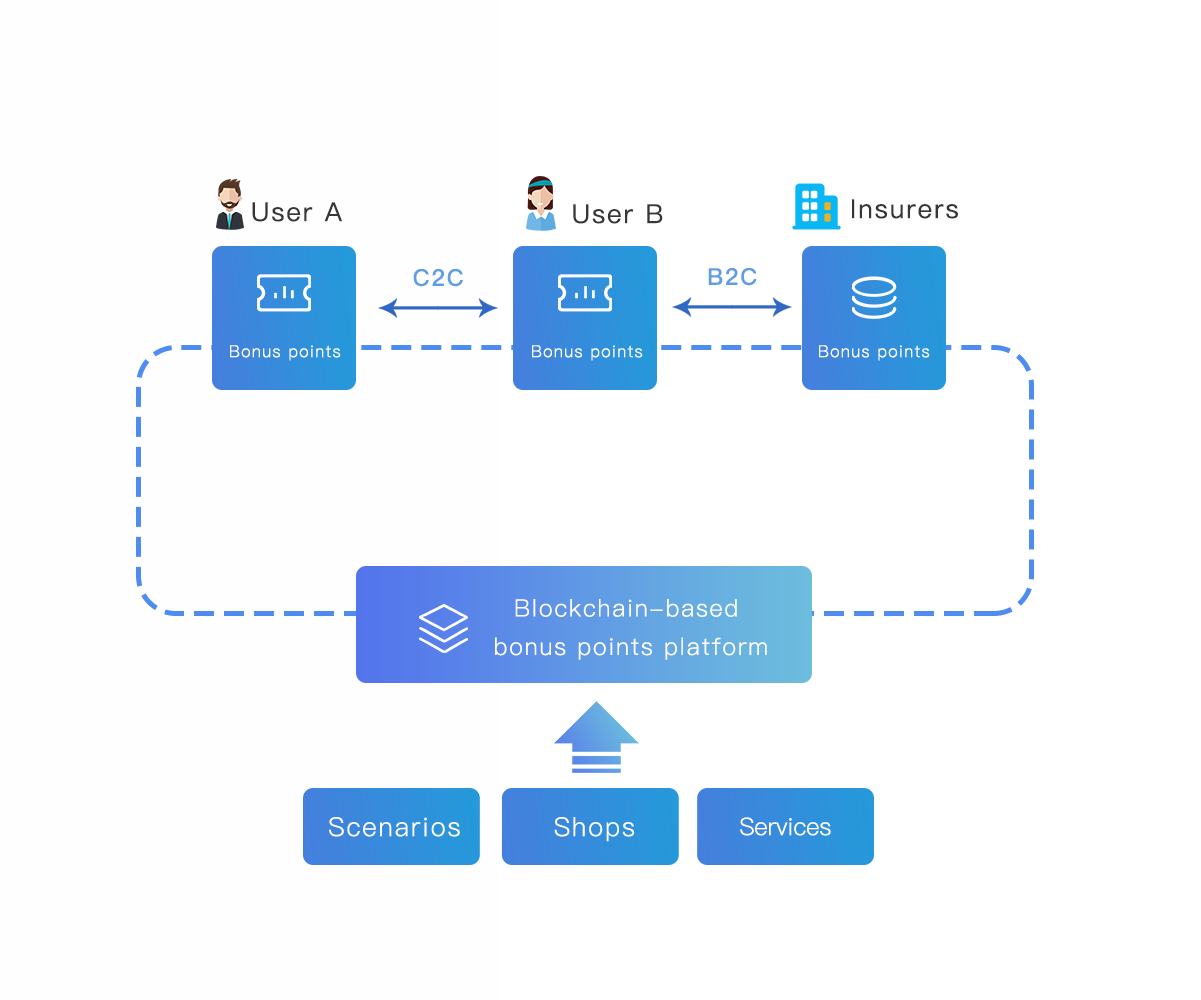 User A
User B
Insurers
C2C
B2C
Bonus points
Bonus points
Bonus points
Blockchain-based
bonus points platform
Scenarios
Shops
Services